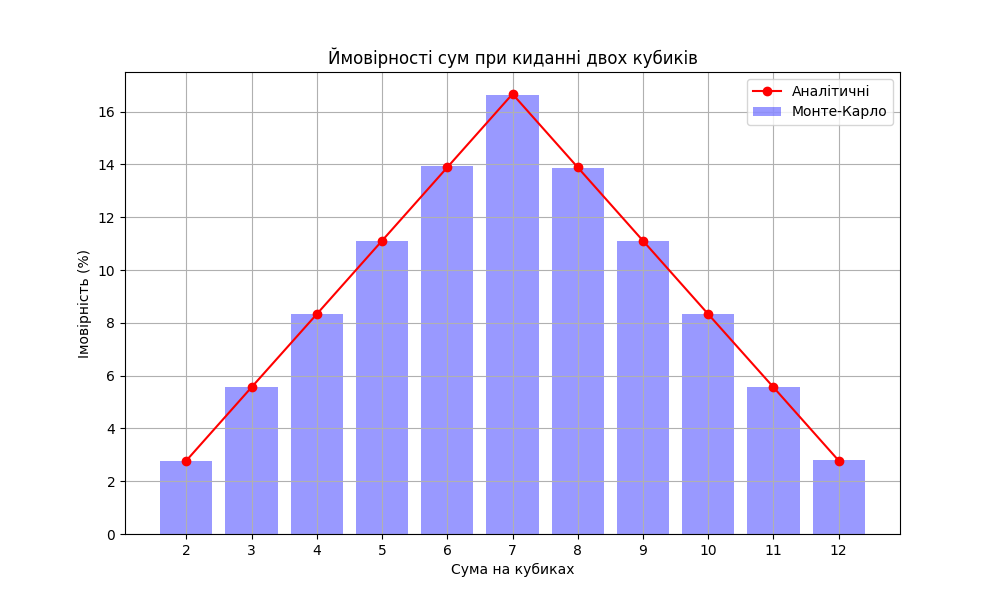 Ймовірності сум при киданні двох кубиків
Аналітичні
Монте-Карло
16
14
12
10
8
6
4
2
0
Імовірність (%)
2 3 4 5 6 7 8 9 10 11 12
Сума на кубиках